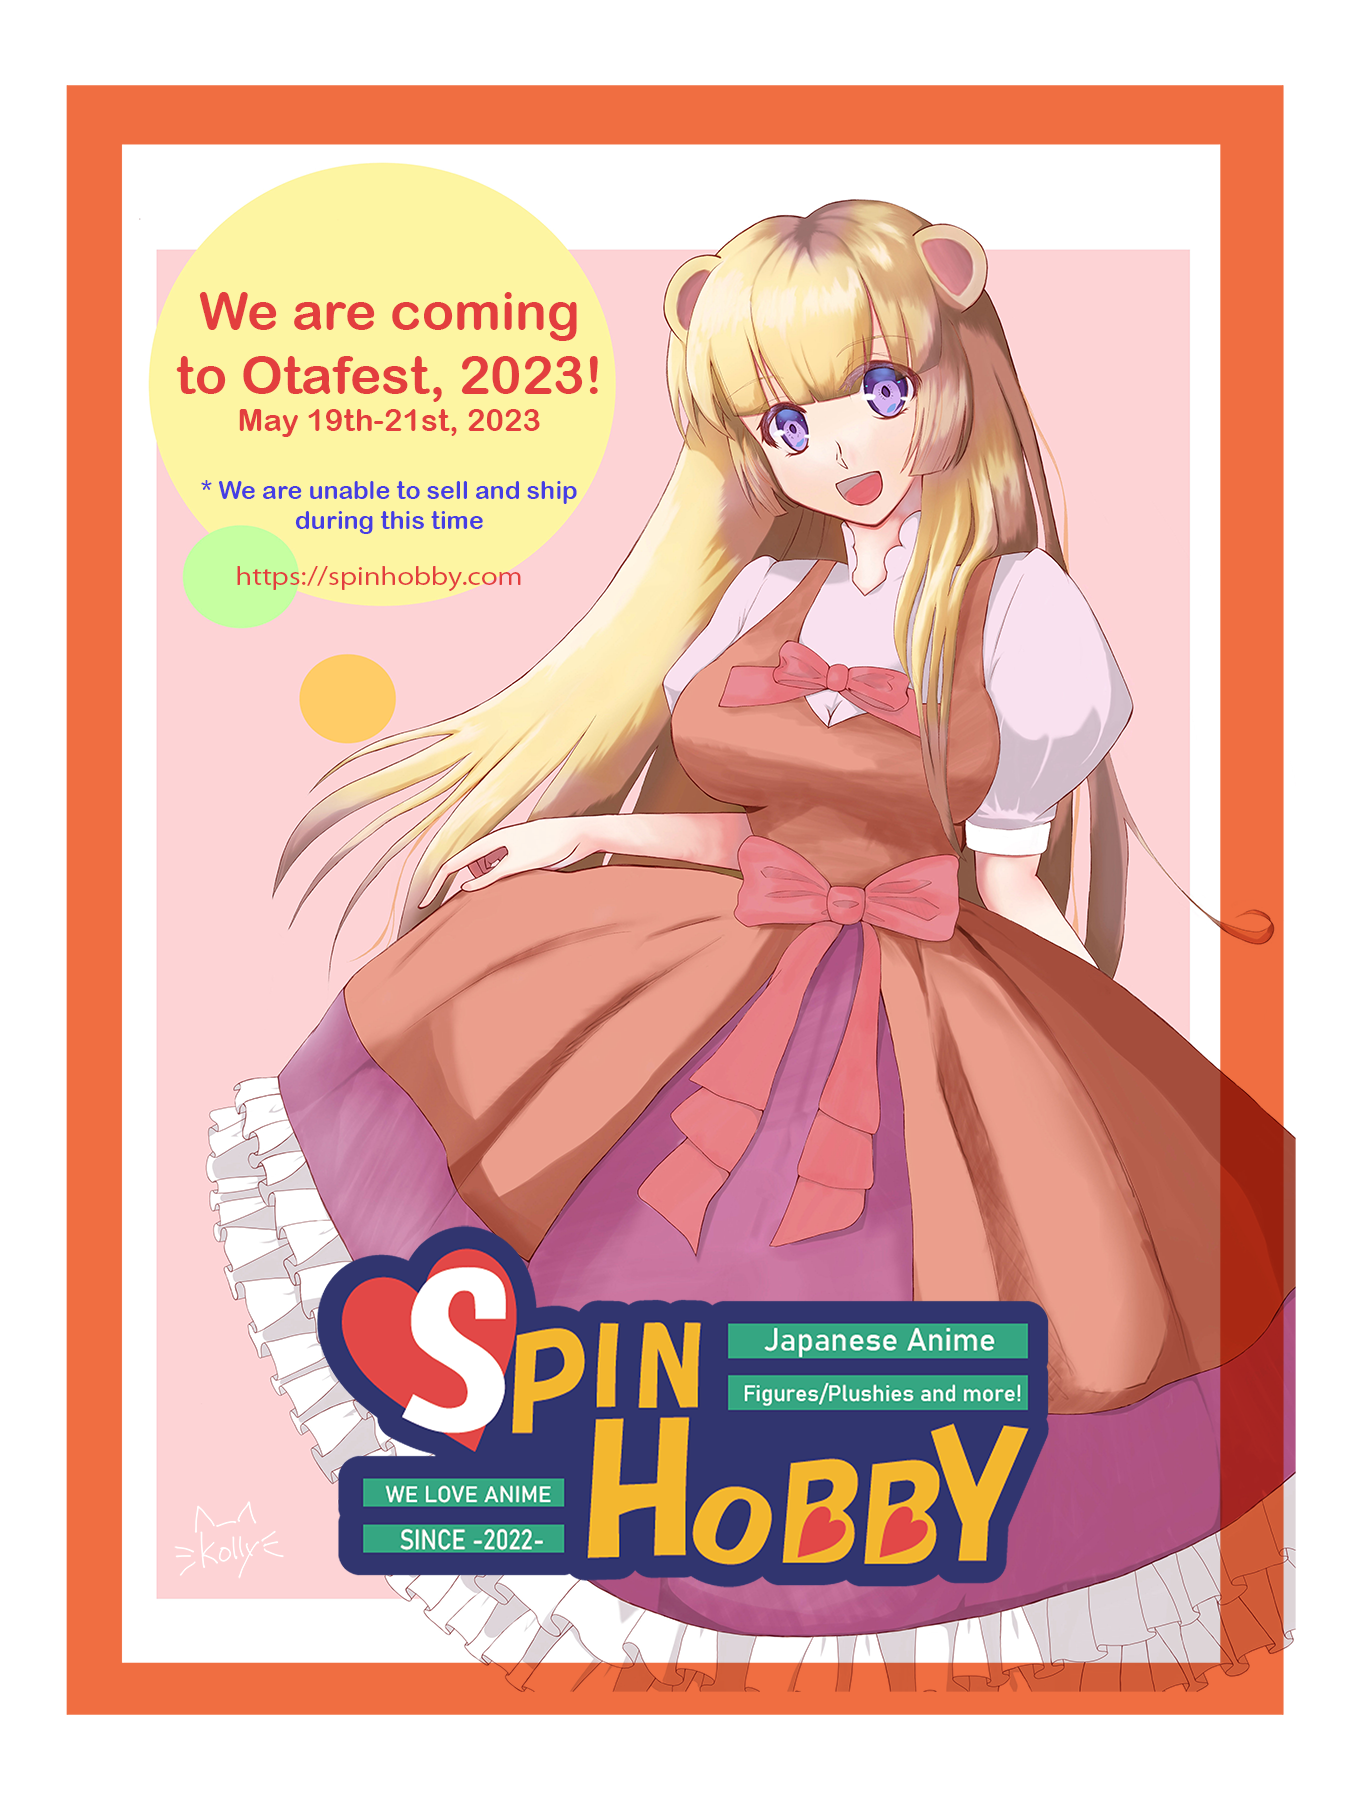 We are coming
to Otafest, 2023!
May 19th-21st, 2023
* We are unable to sell and ship
during this time
https://spinhobby.com
SPIN
Japanese Anime
Figures/Plushies and more!
HOBBY
WE LOVE ANIME
SINCE -2022-
Kolly